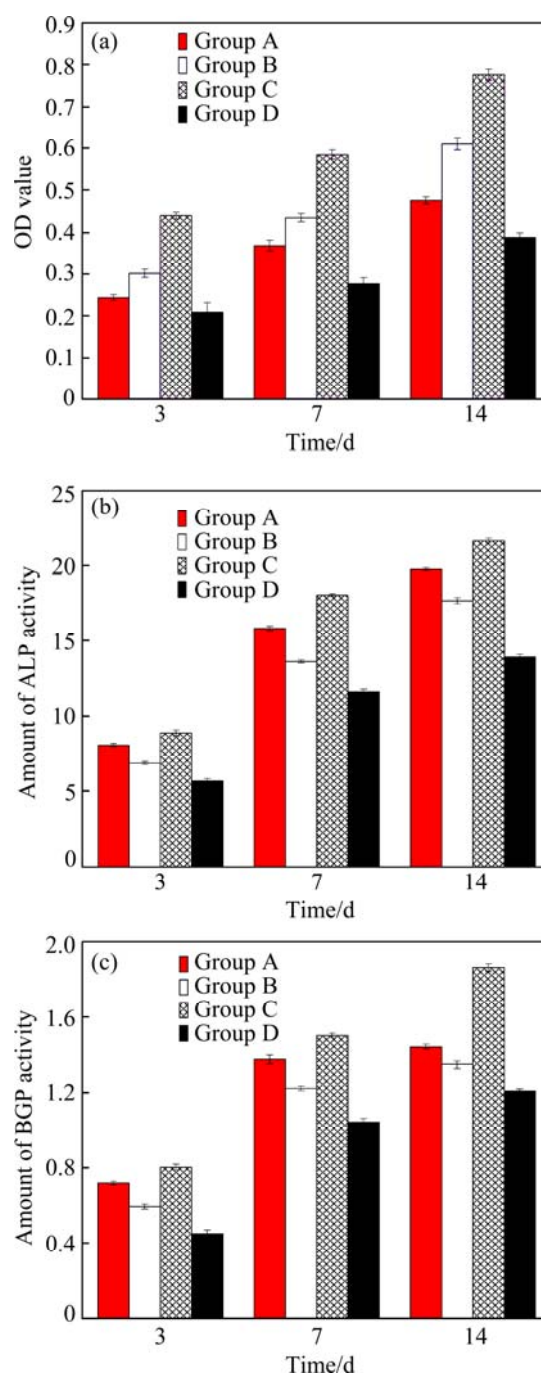 (a)
Group A
Group B
Group C
Group D
OD value
0.9
0.8
0.7
0.6
0.5
0.4
0.3
0.2
0.1
0
3 7 14
Time/d
(b)
Group A
Group B
Group C
Group D
Amount of ALP activity
25
20
15
10
5
0
3 7 14
Time/d
(c)
Group A
Group B
Group C
Group D
Amount of BGP activity
2.0
1.6
1.2
0.8
0.4
0
3 7 14
Time/d